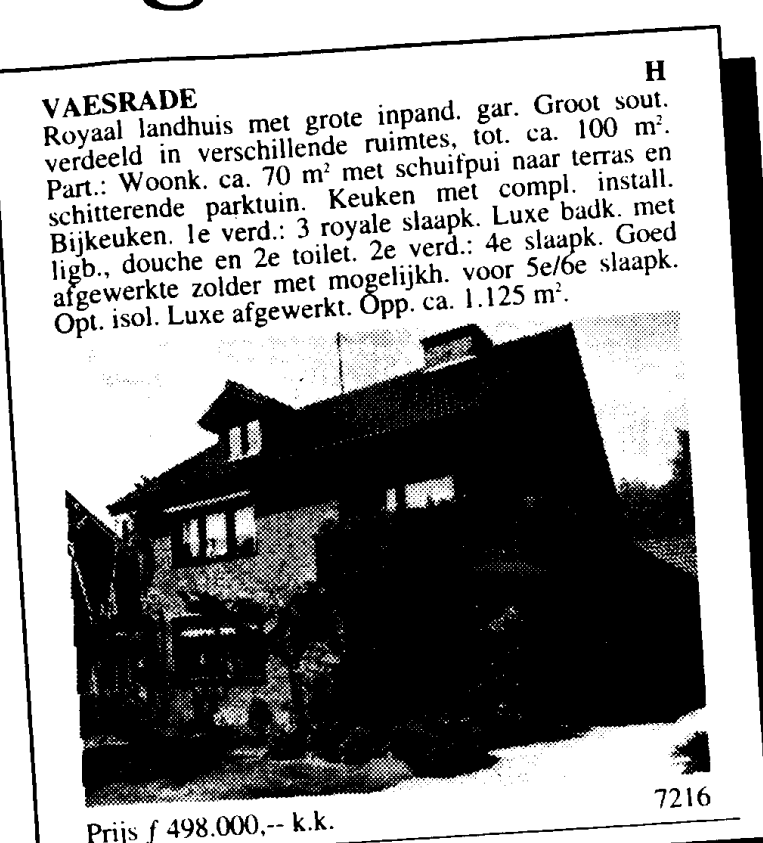 VAESRADE H
Royaal landhuis met grote inpand. gar. Groot sout.
verdeeld in verschillende ruimtes, tot. ca. 100 m².
Part.: Woonk. ca. 70 m² met schuifpui naar terras en
schitterende parktuin. Keuken met compl. install.
Bijkeuken. 1e verd.: 3 royale slaapk. Luxe badk. met
ligb., douche en 2e toilet. 2e verd.: 4e slaapk. Goed
afgewerkte zolder met mogelijkh. voor 5e/6e slaapk.
Opt. isol. Luxe afgewerkt. Opp. ca. 1.125 m².
Prijs ƒ 498.000,-- k.k. 7216